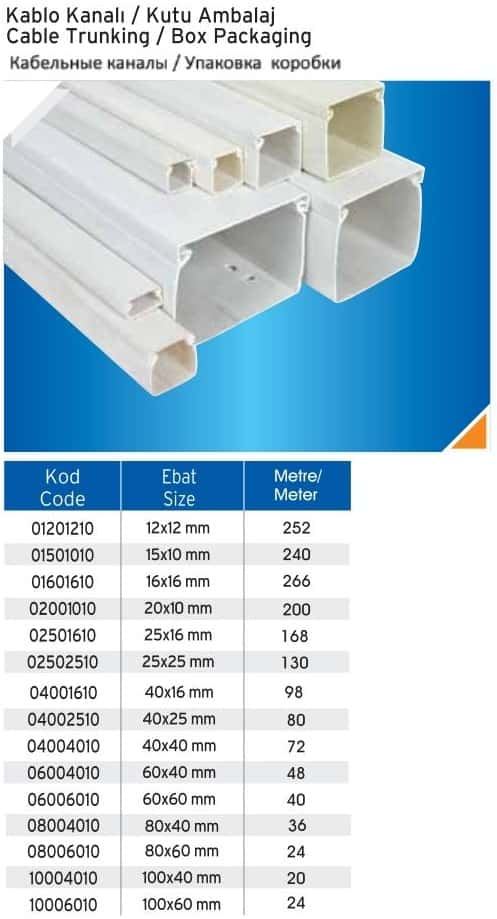 Kablo Kanalı / Kutu Ambalaj
Cable Trunking / Box Packaging
Кабельные каналы / Упаковка коробки
Kod Ebat Metre/
Code Size Meter
01201210 12x12 mm 252
01501010 15x10 mm 240
01601610 16x16 mm 266
02001010 20x10 mm 200
02501610 25x16 mm 168
02502510 25x25 mm 130
04001610 40x16 mm 98
04002510 40x25 mm 80
04004010 40x40 mm 72
06004010 60x40 mm 48
06006010 60x60 mm 40
08004010 80x40 mm 36
08006010 80x60 mm 24
10004010 100x40 mm 20
10006010 100x60 mm 24